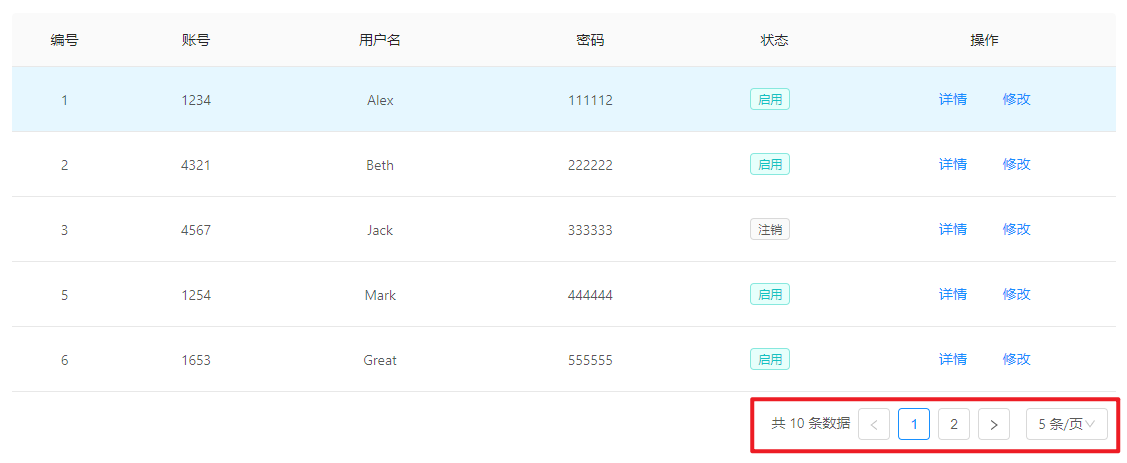 编号 账号 用户名 密码 状态 操作
1 1234 Alex 111112 启用 详情 修改
2 4321 Beth 222222 启用 详情 修改
3 4567 Jack 333333 注销 详情 修改
5 1254 Mark 444444 启用 详情 修改
6 1653 Great 555555 启用 详情 修改
共 10 条数据 < 1 2 > 5 条/页